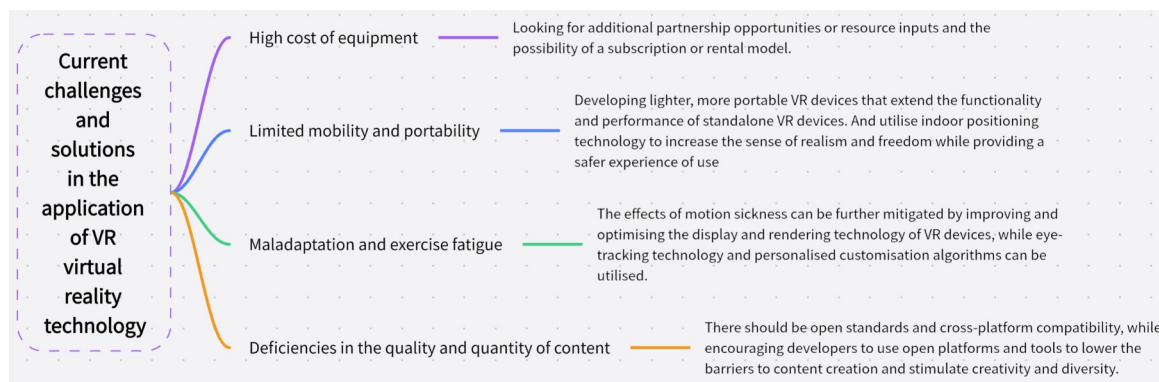 Current
challenges
and
solutions
in the
application
of VR
virtual
reality
technology
High cost of equipment
Looking for additional partnership opportunities or resource inputs and the
possibility of a subscription or rental model.
Limited mobility and portability
Developing lighter, more portable VR devices that extend the functionality
and performance of standalone VR devices. And utilise indoor positioning
technology to increase the sense of realism and freedom while providing a
safer experience of use
Maladaptation and exercise fatigue
The effects of motion sickness can be further mitigated by improving and
optimising the display and rendering technology of VR devices, while eye-
tracking technology and personalised customisation algorithms can be
utilised.
Deficiencies in the quality and quantity of content
There should be open standards and cross-platform compatibility, while
encouraging developers to use open platforms and tools to lower the
barriers to content creation and stimulate creativity and diversity.